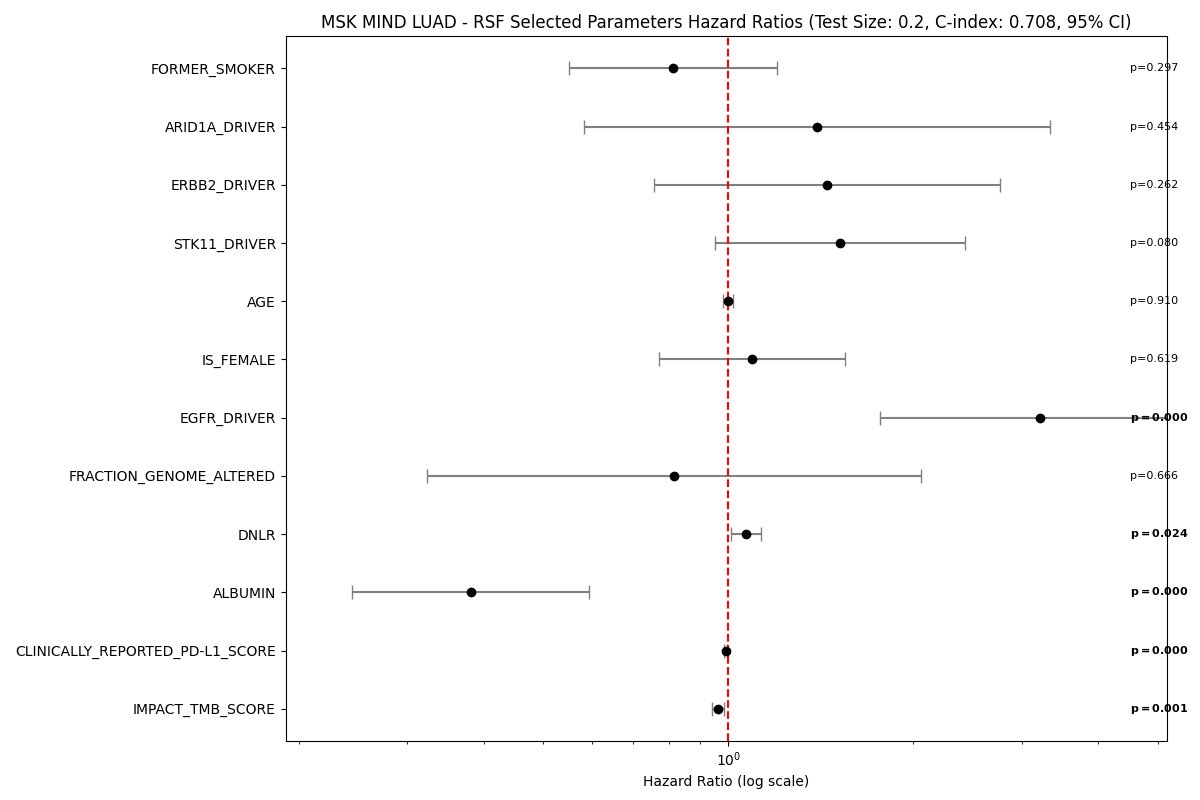 MSK MIND LUAD - RSF Selected Parameters Hazard Ratios (Test Size: 0.2, C-index: 0.708, 95% CI)
FORMER_SMOKER p=0.297
ARID1A_DRIVER p=0.454
ERBB2_DRIVER p=0.262
STK11_DRIVER p=0.080
AGE p=0.910
IS_FEMALE p=0.619
EGFR_DRIVER p=0.000
FRACTION_GENOME_ALTERED p=0.666
DNLR p=0.024
ALBUMIN p=0.000
CLINICALLY_REPORTED_PD-L1_SCORE p=0.000
IMPACT_TMB_SCORE p=0.001
10⁰
Hazard Ratio (log scale)